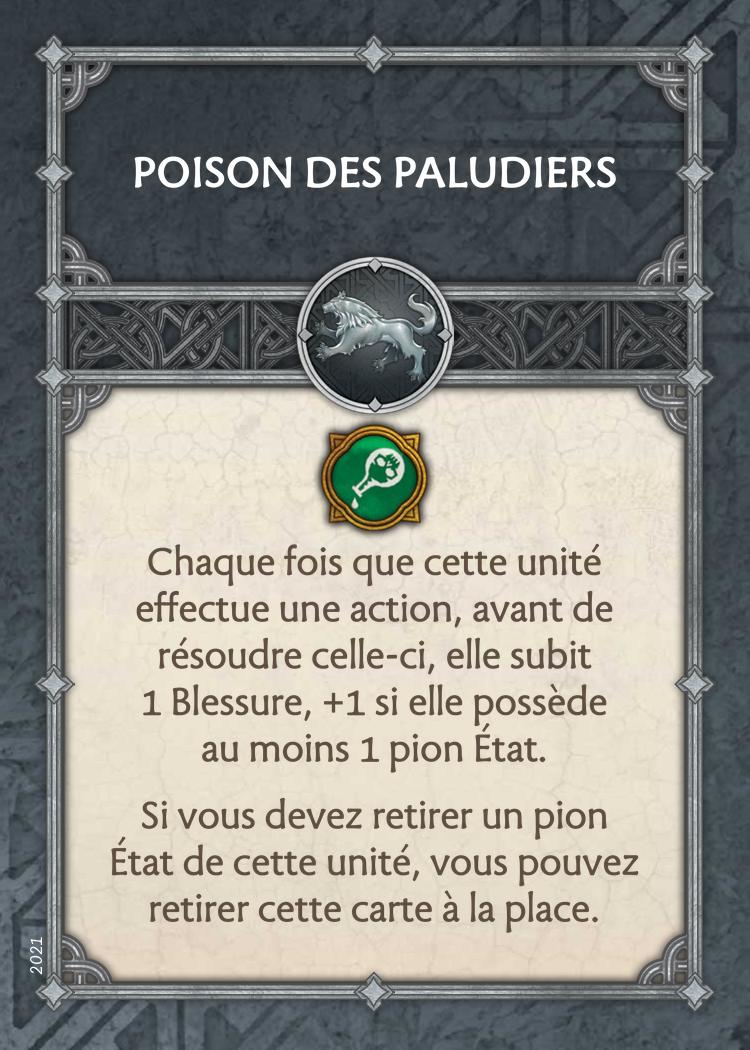 POISON DES PALUDIERS
Chaque fois que cette unité
effectue une action, avant de
résoudre celle-ci, elle subit
1 Blessure, +1 si elle possède
au moins 1 pion État.
Si vous devez retirer un pion
État de cette unité, vous pouvez
retirer cette carte à la place.
2021